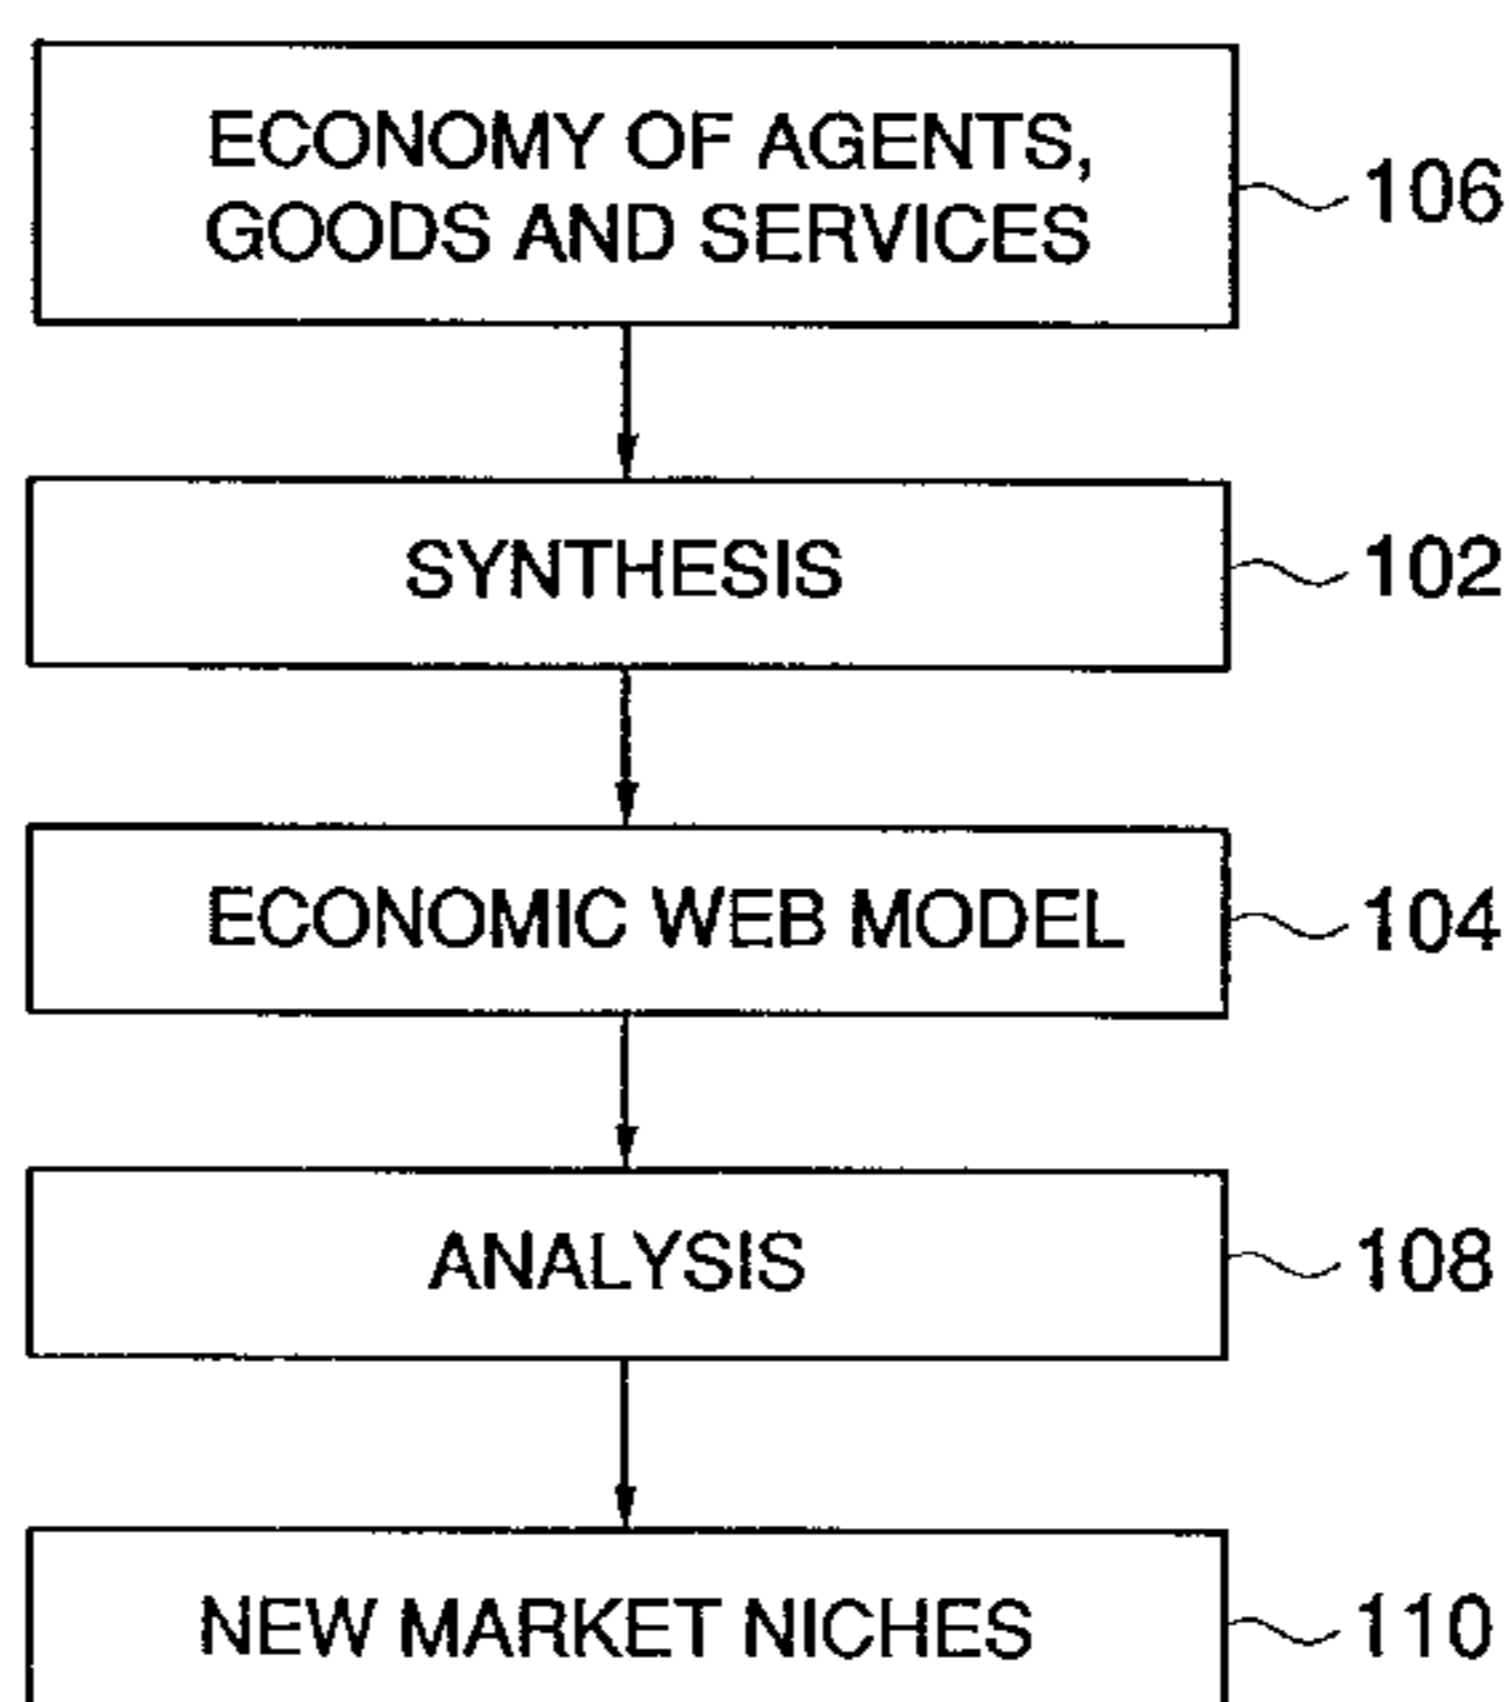 ECONOMY OF AGENTS,
GOODS AND SERVICES
106
SYNTHESIS
102
ECONOMIC WEB MODEL
104
ANALYSIS
108
NEW MARKET NICHES
110